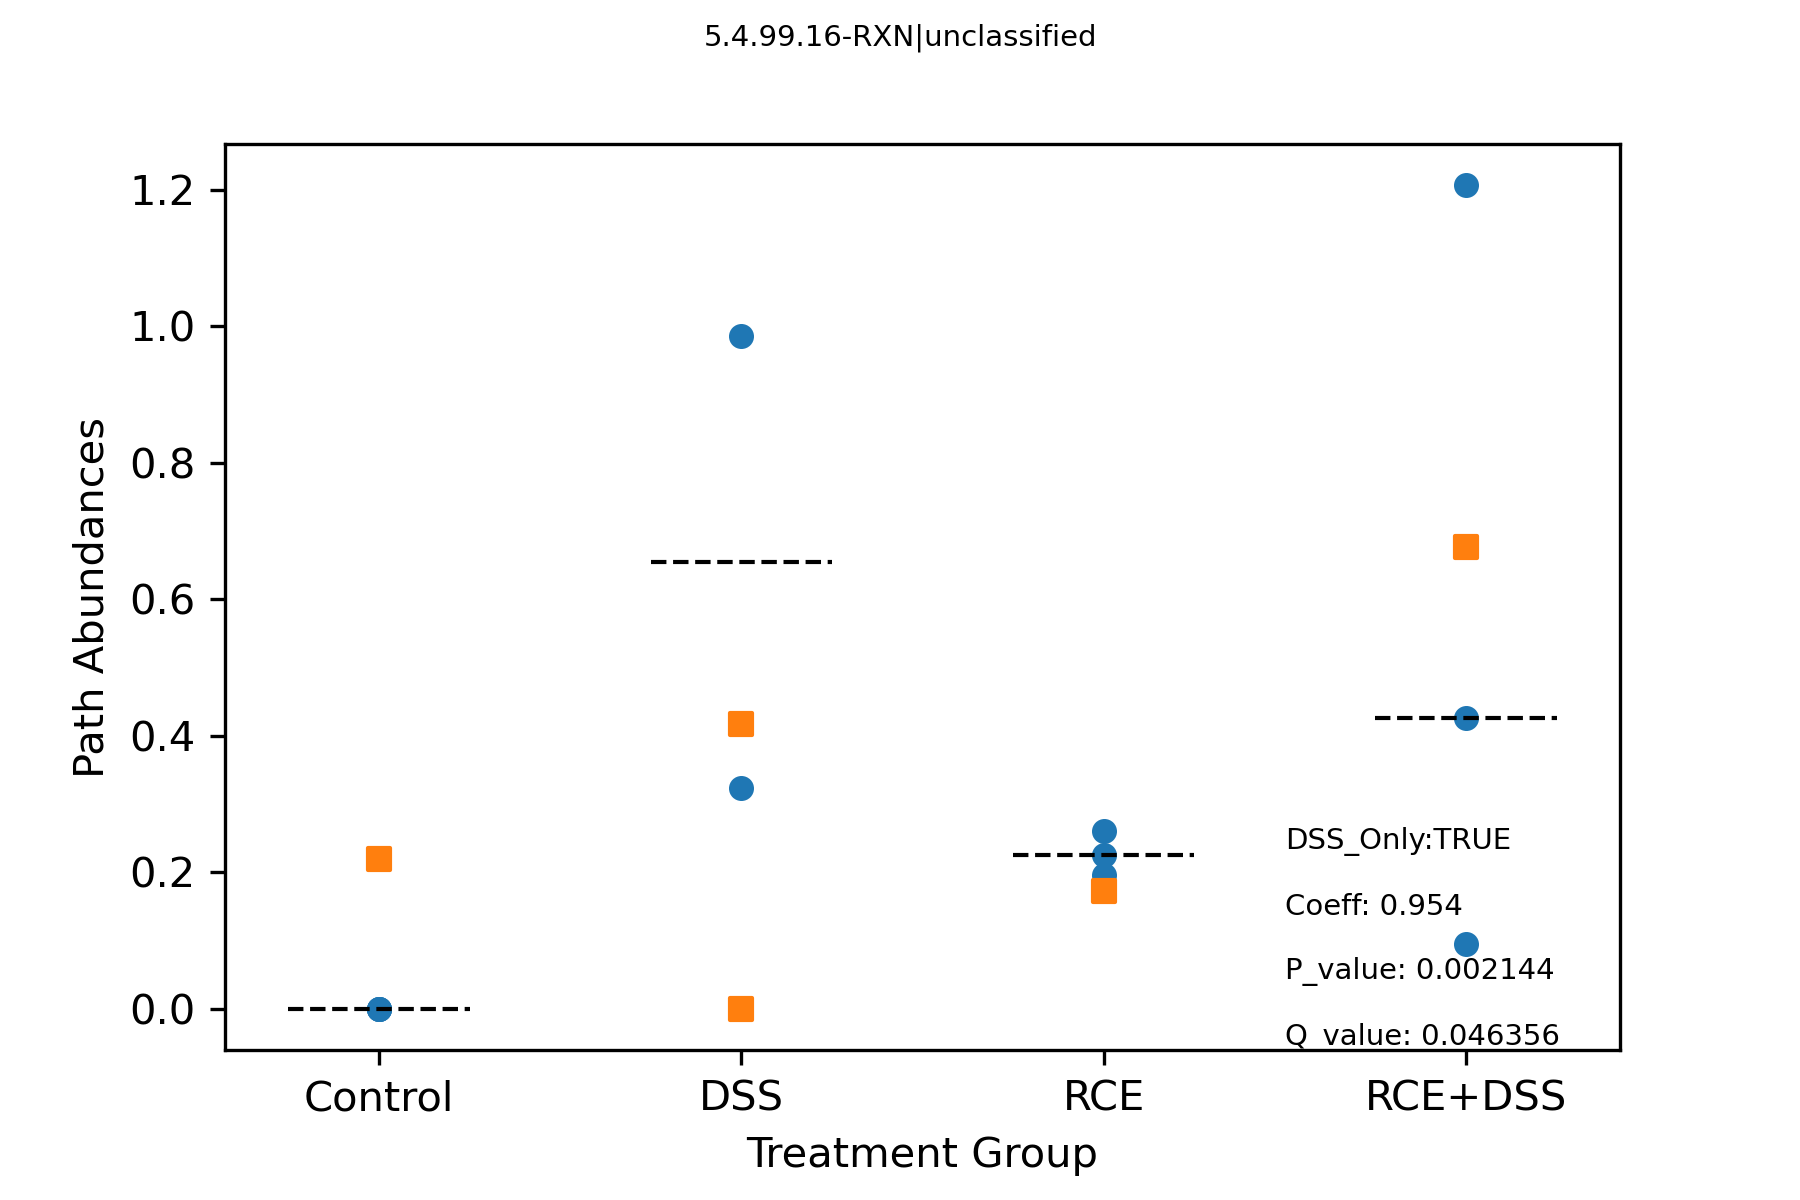 5.4.99.16-RXN|unclassified
1.2
1.0
0.8
0.6
0.4
0.2
0.0
Path Abundances
DSS_Only:TRUE
Coeff: 0.954
P_value: 0.002144
Q_value: 0.046356
Control DSS RCE RCE+DSS
Treatment Group